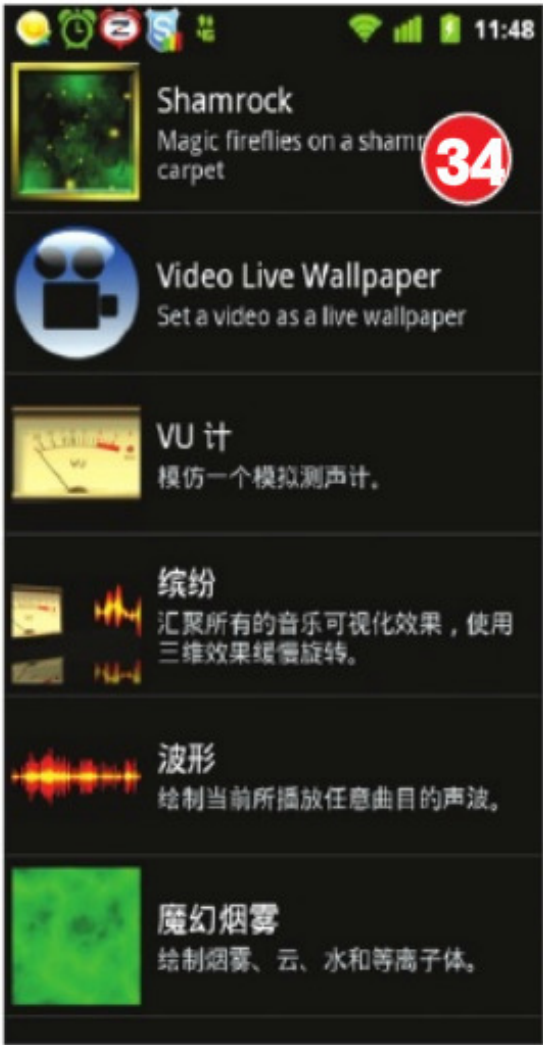 11:48
Shamrock
Magic fireflies on a
carpet
34
Video Live Wallpaper
Set a video as a live wallpaper
VU
VU 计
模仿一个模拟测声计。
缤纷
汇聚所有的音乐可视化效果，使用
三维效果缓慢旋转。
波形
绘制当前所播放任意曲目的声波。
魔幻烟雾
绘制烟雾、云、水和等离子体。